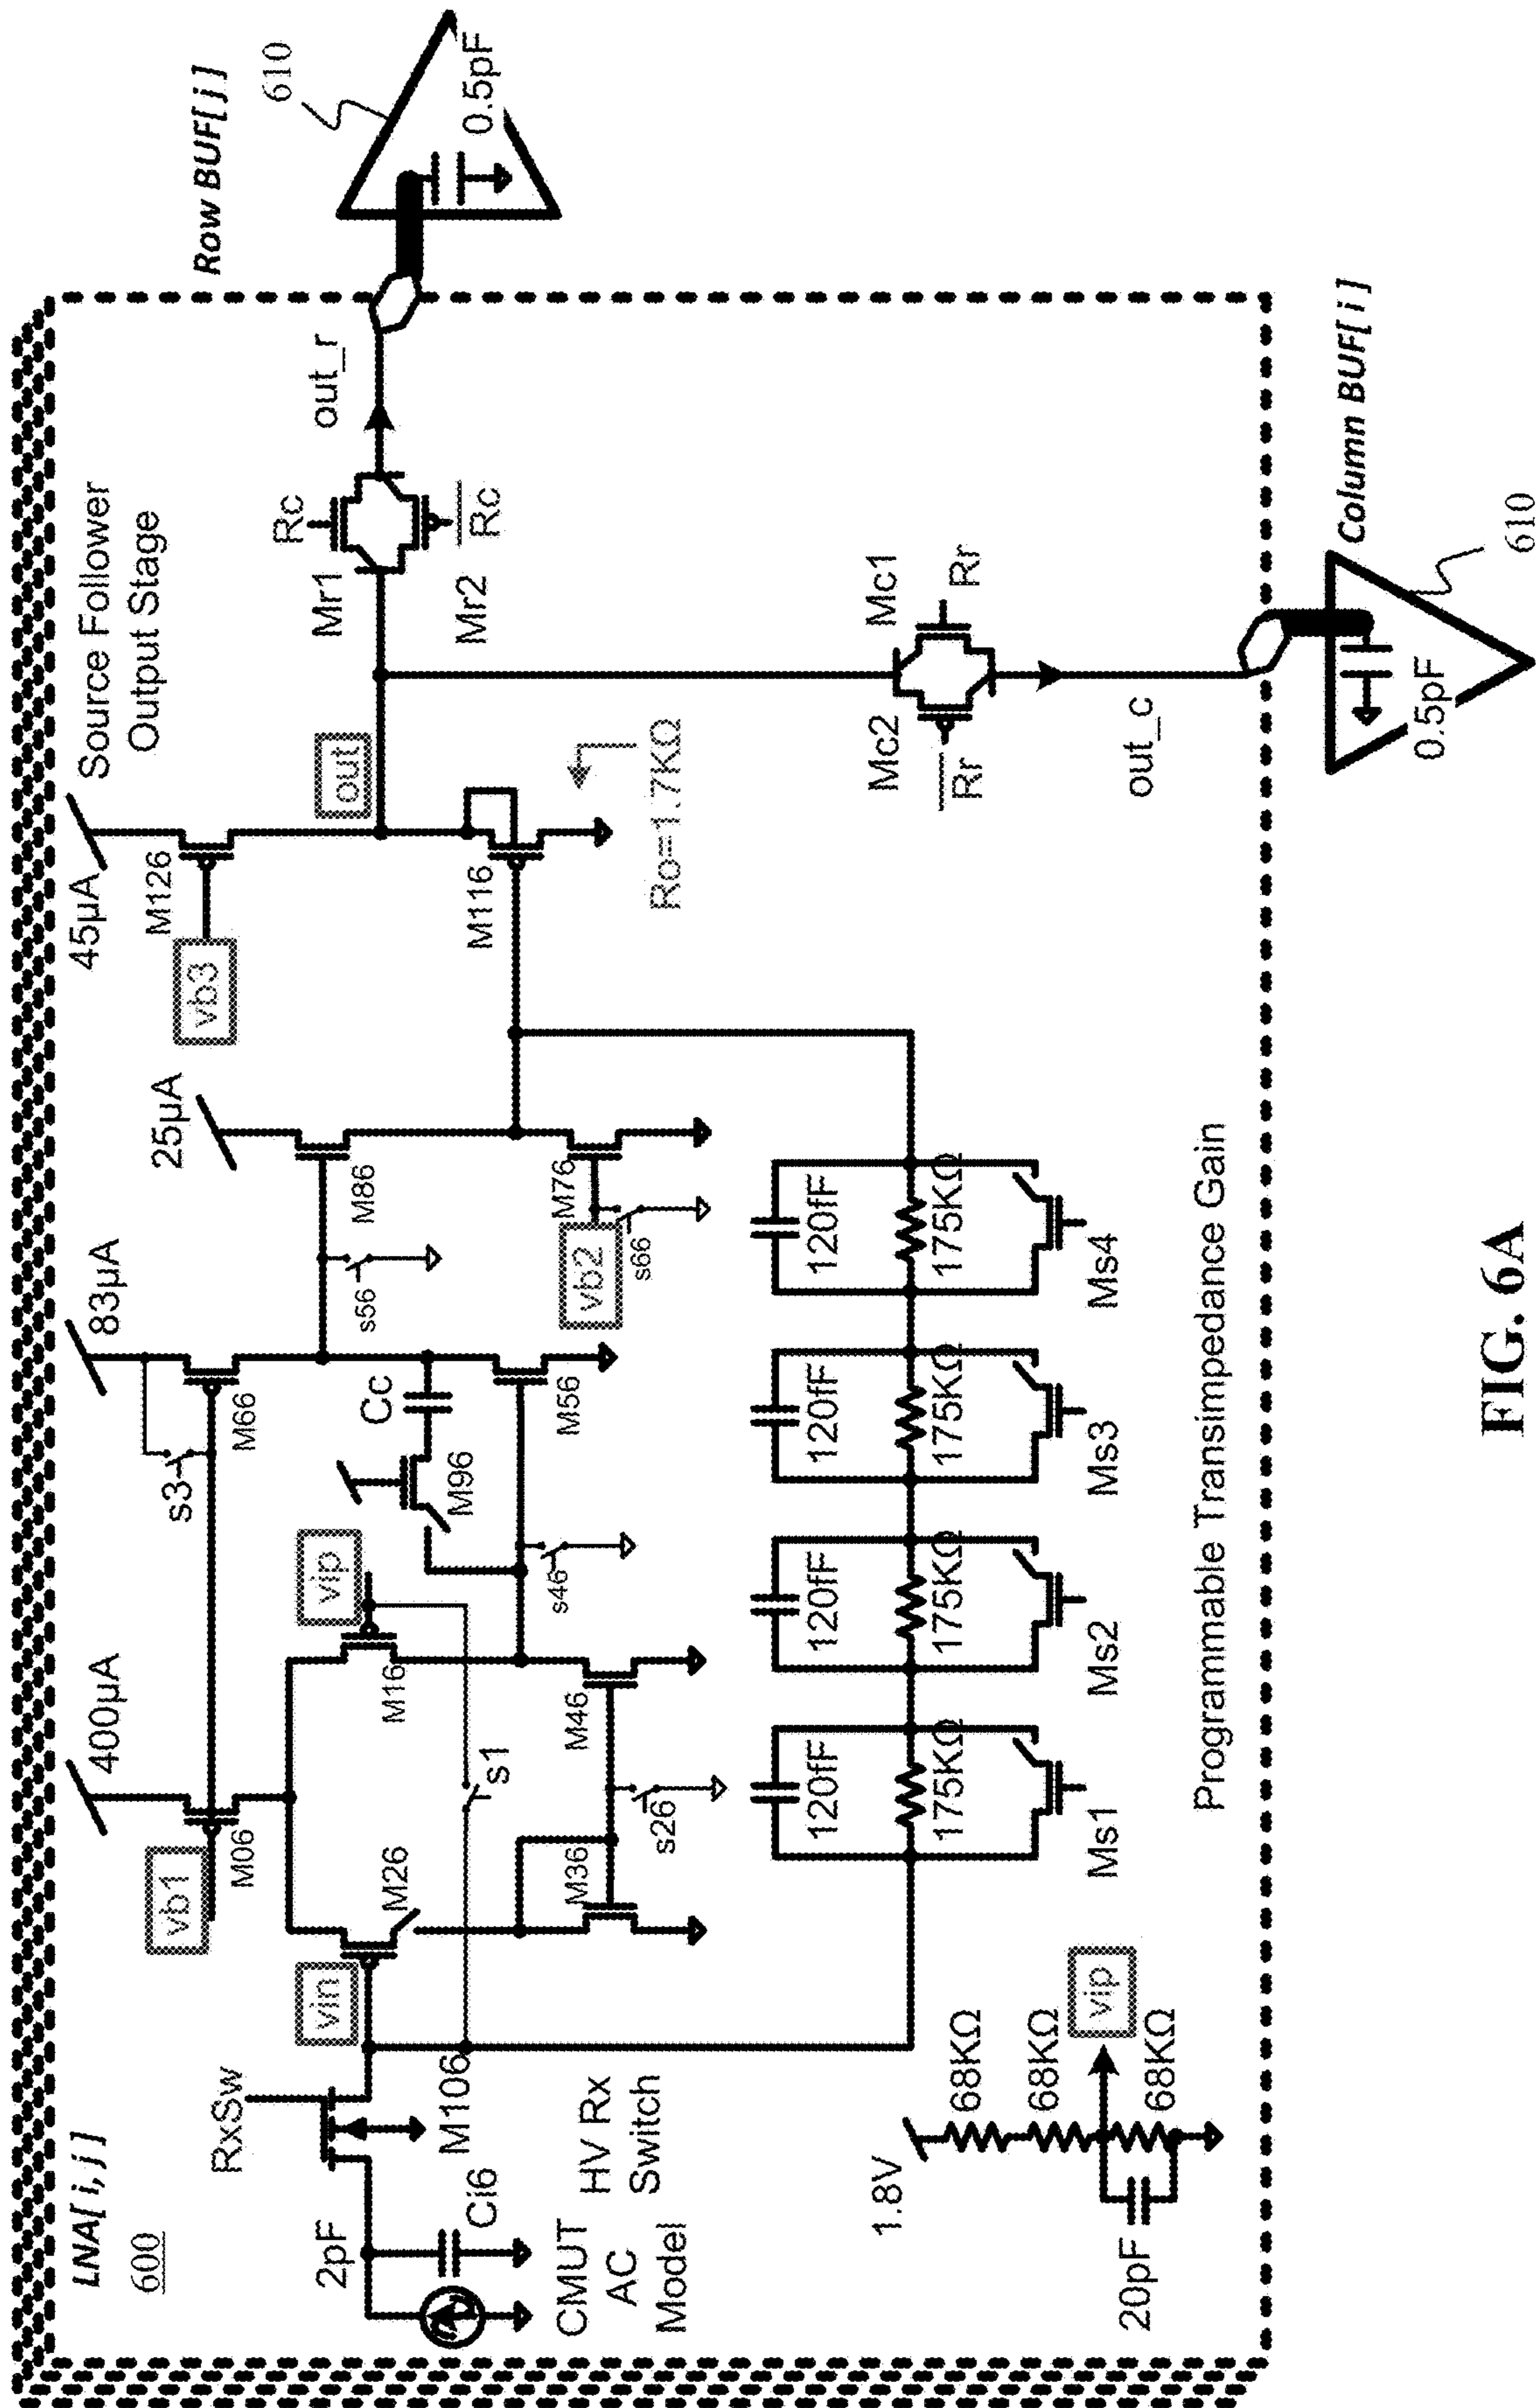 LNA[ i, j ]
600
RxSw
2pF
Ci6
CMUT
AC
Model
M106
HV Rx
Switch
vin
vb1
400μA
M06
M26
M16
vip
s1
M36
M46
s26
s46
s3
83μA
M66
Cc
M96
M56
s56
25μA
M86
M76
vb2
s66
45μA
M126
vb3
M116
Ro=1.7KΩ
Source Follower
Output Stage
out
Mr1
Mr2
Rc
Rc
out_r
Row BUF[ j ]
610
0.5pF
Mc2
Mc1
Rr
Rr
out_c
Column BUF[ i ]
610
0.5pF
1.8V
68KΩ
68KΩ
68KΩ
vip
20pF
120fF
175KΩ
Ms1
120fF
175KΩ
Ms2
120fF
175KΩ
Ms3
120fF
175KΩ
Ms4
Programmable Transimpedance Gain
FIG. 6A